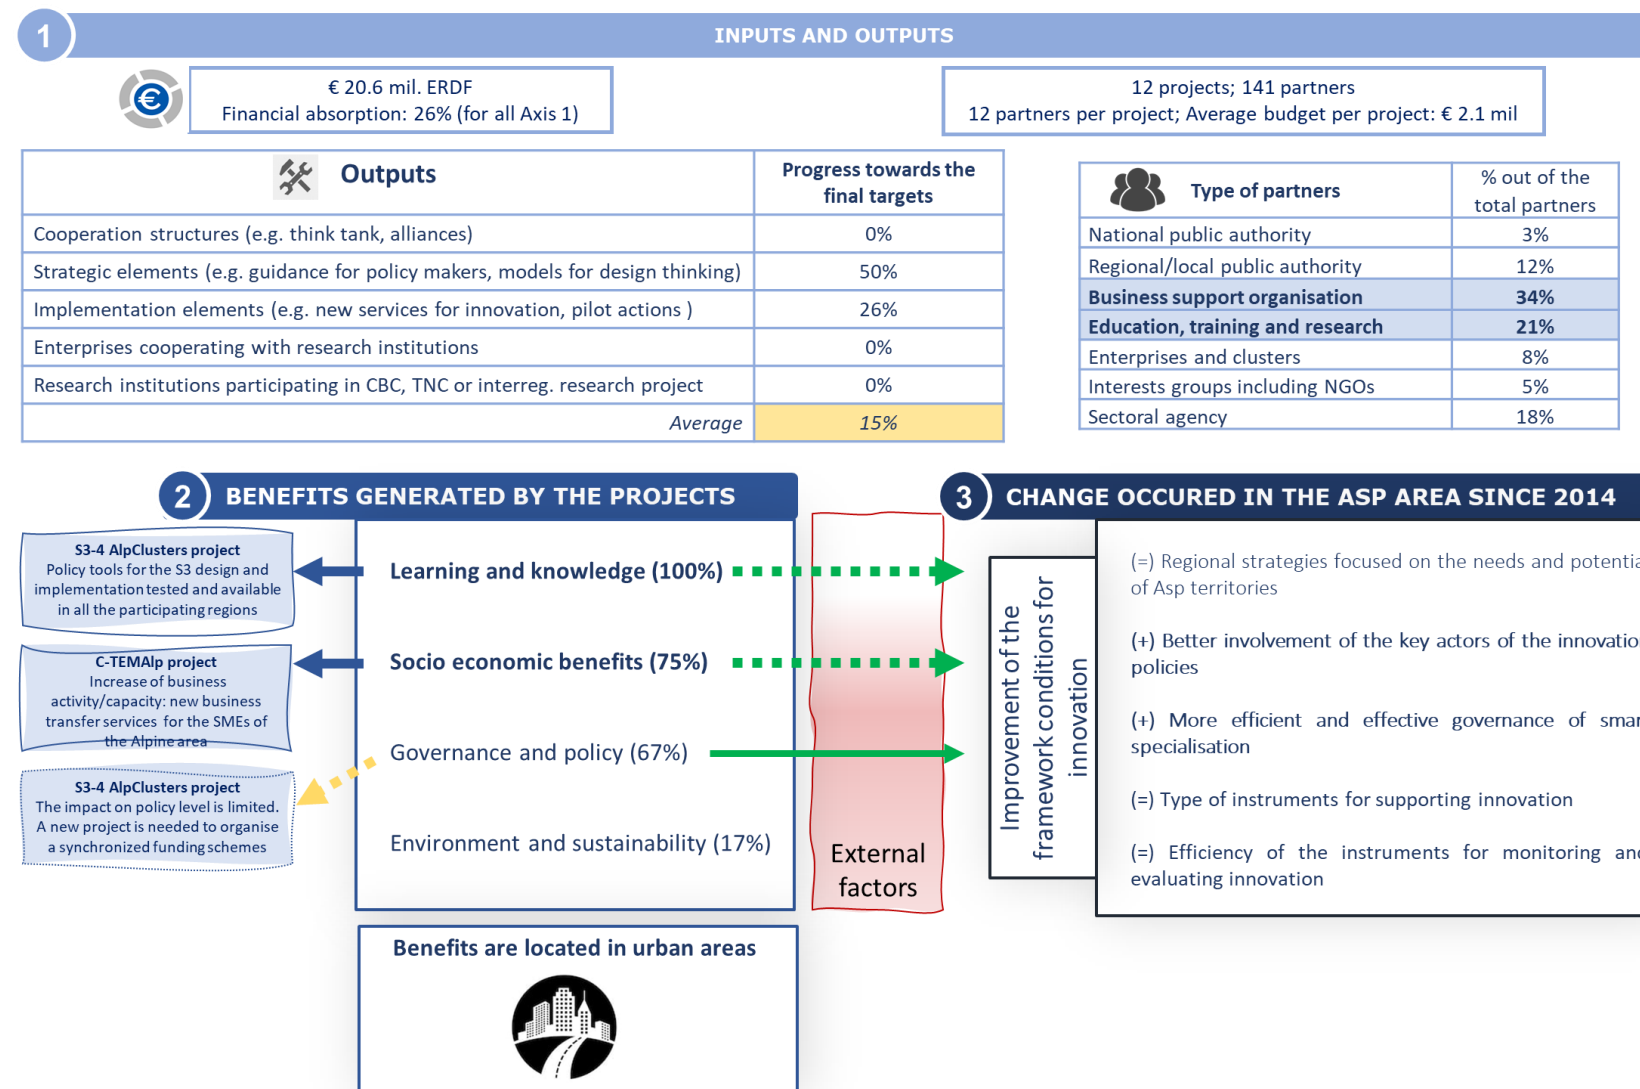 1
INPUTS AND OUTPUTS
€ 20.6 mil. ERDF
Financial absorption: 26% (for all Axis 1)
12 projects; 141 partners
12 partners per project; Average budget per project: € 2.1 mil
€
Outputs
Progress towards the
final targets
Cooperation structures (e.g. think tank, alliances) 0%
Strategic elements (e.g. guidance for policy makers, models for design thinking) 50%
Implementation elements (e.g. new services for innovation, pilot actions ) 26%
Enterprises cooperating with research institutions 0%
Research institutions participating in CBC, TNC or interreg. research project 0%
Average 15%
Type of partners
% out of the
total partners
National public authority 3%
Regional/local public authority 12%
Business support organisation 34%
Education, training and research 21%
Enterprises and clusters 8%
Interests groups including NGOs 5%
Sectoral agency 18%
2
BENEFITS GENERATED BY THE PROJECTS
S3-4 AlpClusters project
Policy tools for the S3 design and
implementation tested and available
in all the participating regions
C-TEMAlp project
Increase of business
activity/capacity: new business
transfer services for the SMEs of
the Alpine area
S3-4 AlpClusters project
The impact on policy level is limited.
A new project is needed to organise
a synchronized funding schemes
Learning and knowledge (100%)
Socio economic benefits (75%)
Governance and policy (67%)
Environment and sustainability (17%)
Benefits are located in urban areas
External
factors
3
CHANGE OCCURED IN THE ASP AREA SINCE 2014
Improvement of the
framework conditions for
innovation
(=) Regional strategies focused on the needs and potentia
of Asp territories
(+) Better involvement of the key actors of the innovatio
policies
(+) More efficient and effective governance of smar
specialisation
(=) Type of instruments for supporting innovation
(=) Efficiency of the instruments for monitoring and
evaluating innovation